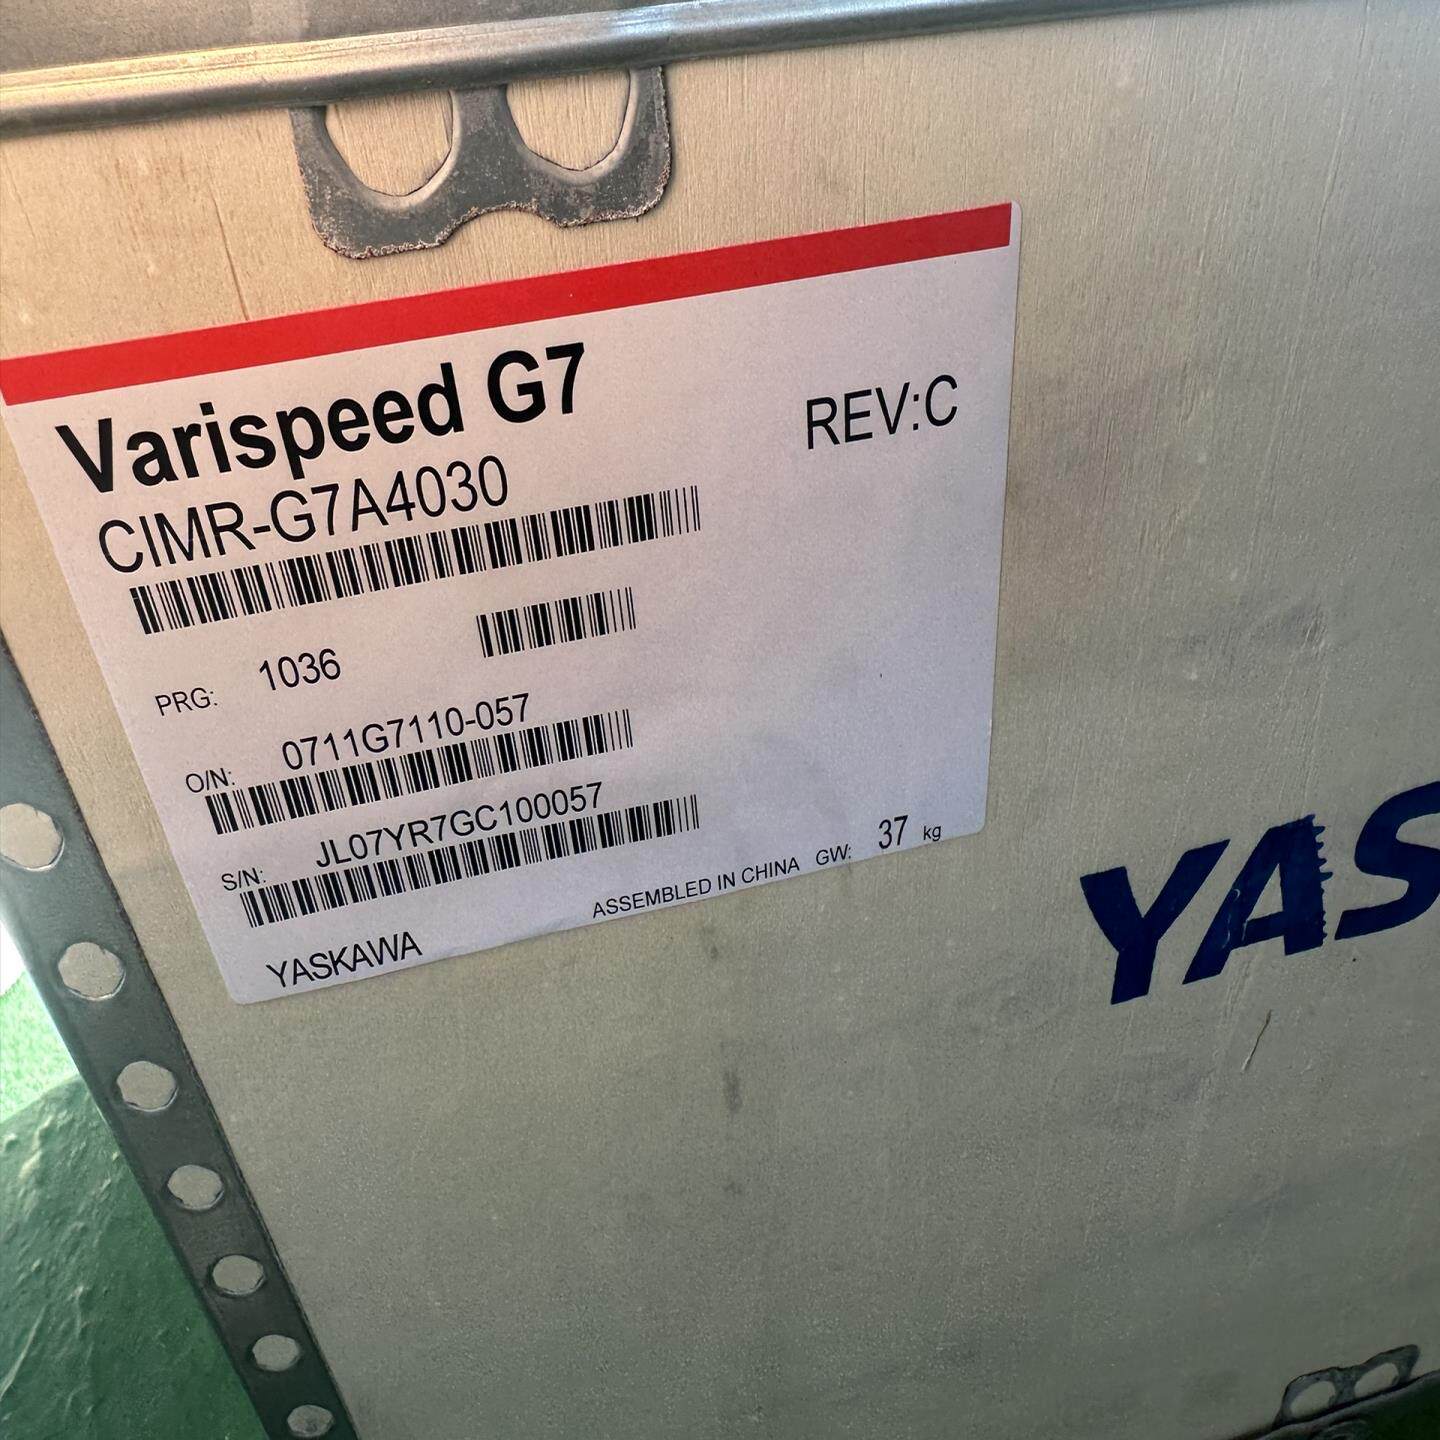 Varispeed G7
REV:C
CIMR-G7A4030
PRG: 1036
O/N: 0711G7110-057
S/N: JL07YR7GC100057
ASSEMBLED IN CHINA GW: 37 kg
YASKAWA
YAS